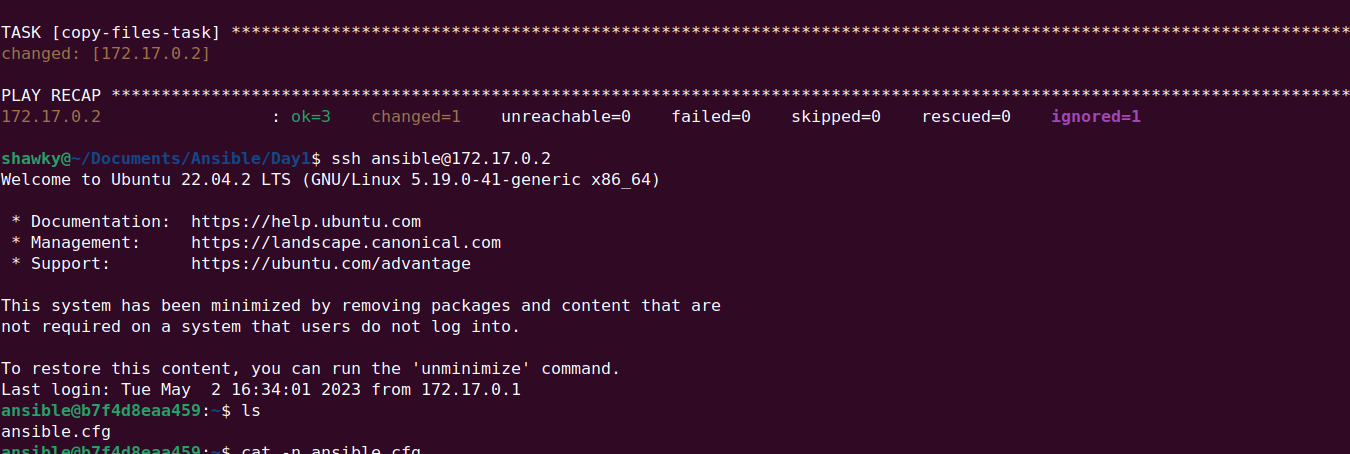 TASK [copy-files-task] ****************************************************************************************************************
changed: [172.17.0.2]
PLAY RECAP ****************************************************************************************************************************
172.17.0.2                 : ok=3    changed=1    unreachable=0    failed=0    skipped=0    rescued=0    ignored=1
shawky@~/Documents/Ansible/Day1$ ssh ansible@172.17.0.2
Welcome to Ubuntu 22.04.2 LTS (GNU/Linux 5.19.0-41-generic x86_64)
 * Documentation:  https://help.ubuntu.com
 * Management:     https://landscape.canonical.com
 * Support:        https://ubuntu.com/advantage
This system has been minimized by removing packages and content that are
not required on a system that users do not log into.
To restore this content, you can run the 'unminimize' command.
Last login: Tue May  2 16:34:01 2023 from 172.17.0.1
ansible@b7f4d8eaa459:~$ ls
ansible.cfg
ansible@b7f4d8eaa459:~$ cat -n ansible.cfg